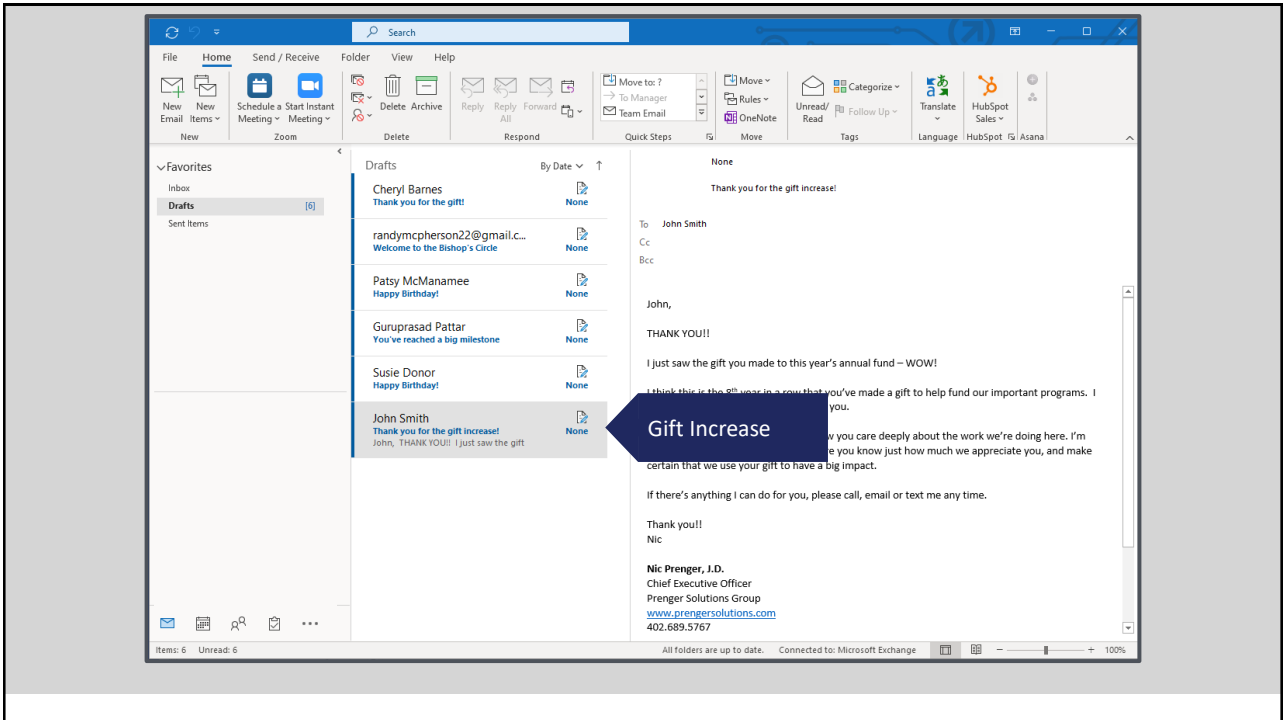 Search
File Home Send / Receive Folder View Help
New Email
New Items
Schedule a Meeting
Start Instant Meeting
Delete Archive
Reply Reply All Forward
Move to: ?
To Manager
Team Email
Move
Rules
OneNote
Unread/ Read
Categorize
Follow Up
Translate
HubSpot Sales
New Zoom Delete Respond Quick Steps Move Tags Language HubSpot Asana
Favorites
Inbox
Drafts [6]
Sent Items
Drafts By Date
Cheryl Barnes
Thank you for the gift! None
randymcpherson22@gmail.c...
Welcome to the Bishop's Circle None
Patsy McManamee
Happy Birthday! None
Guruprasad Pattar
You've reached a big milestone None
Susie Donor
Happy Birthday! None
John Smith
Thank you for the gift increase! None
John, THANK YOU!! I just saw the gift
Gift Increase
None
Thank you for the gift increase!
To John Smith
Cc
Bcc
John,
THANK YOU!!
I just saw the gift you made to this year's annual fund – WOW!
I think this is the 8th year in a row that you've made a gift to help fund our important programs. I
you.
you care deeply about the work we're doing here. I'm
you know just how much we appreciate you, and make
certain that we use your gift to have a big impact.
If there's anything I can do for you, please call, email or text me any time.
Thank you!!
Nic
Nic Prenger, J.D.
Chief Executive Officer
Prenger Solutions Group
www.prengersolutions.com
402.689.5767
Items: 6 Unread: 6 All folders are up to date. Connected to: Microsoft Exchange 100%